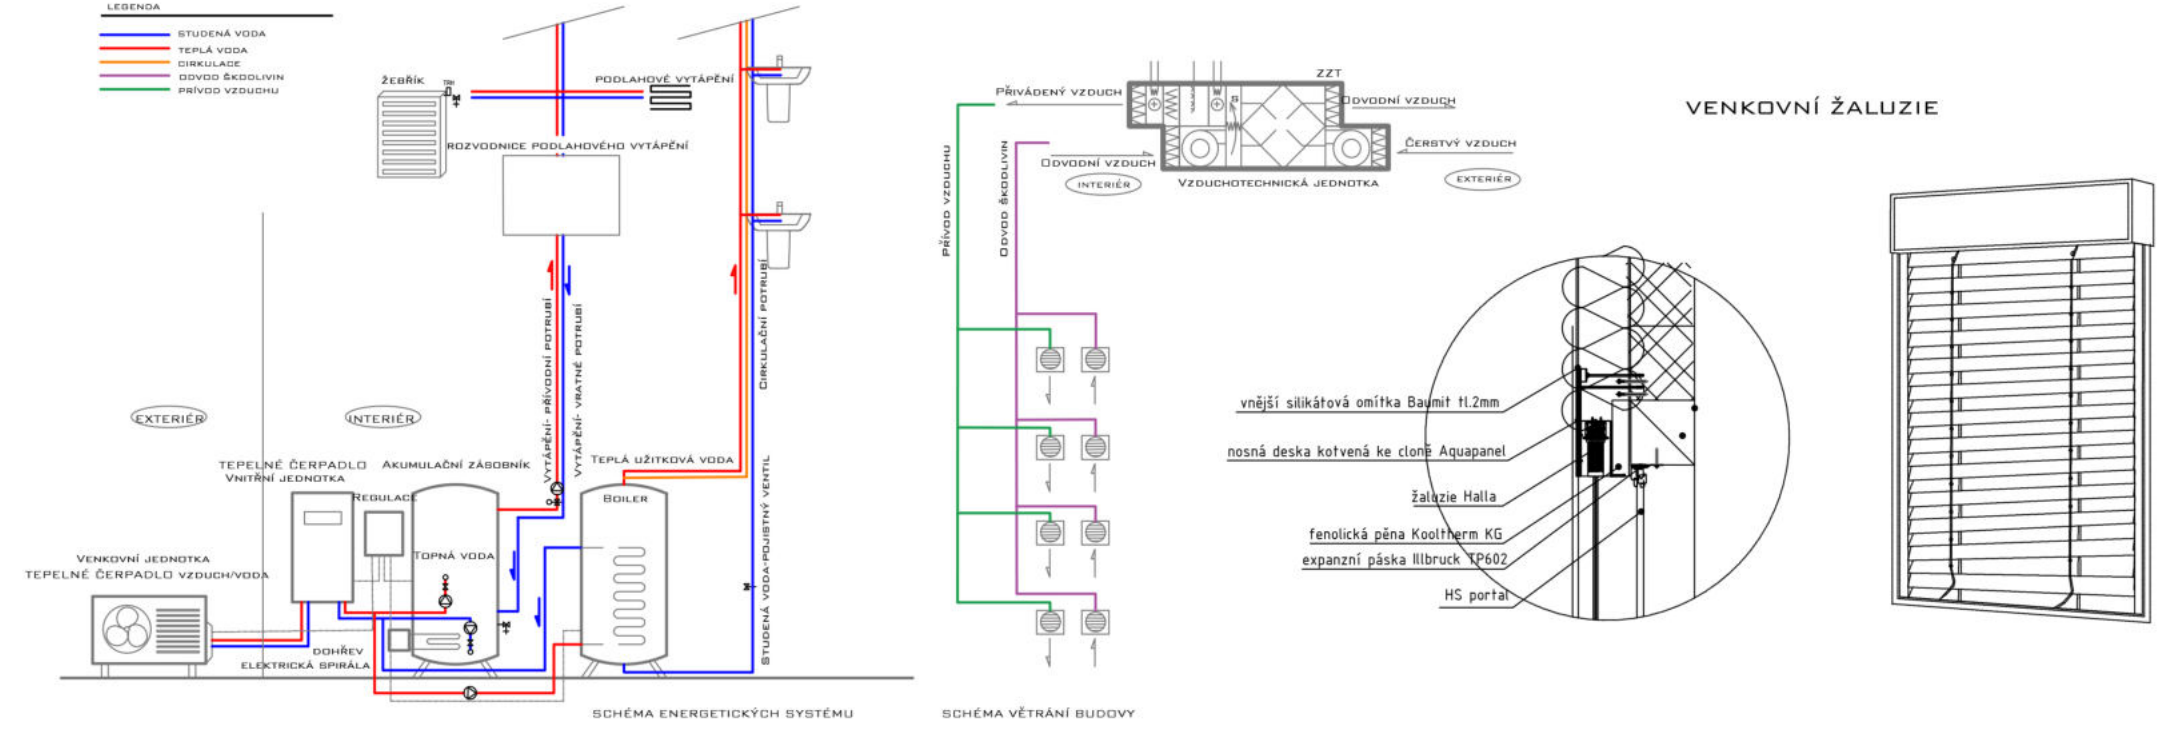 LEGENDA
STUDENÁ VODA
TEPLÁ VODA
CIRKULACE
ODVOD ŠKODLIVIN
PRÍVOD VZDUCHU
ŽEBŘÍK
TRH
PODLAHOVÉ VYTÁPĚNÍ
ROZVODNICE PODLAHOVÉHO VYTÁPĚNÍ
VYTÁPĚNÍ- PŘÍVODNÍ POTRUBÍ
VYTÁPĚNÍ- VRATNÉ POTRUBÍ
CIRKULAČNÍ POTRUBÍ
STUDENÁ VODA-POJISTNÝ VENTIL
EXTERIÉR
INTERIÉR
TEPELNÉ ČERPADLO
VNITŘNÍ JEDNOTKA
AKUMULAČNÍ ZÁSOBNÍK
TEPLÁ UŽITKOVÁ VODA
REGULACE
BOILER
TOPNÁ VODA
VENKOVNÍ JEDNOTKA
TEPELNÉ ČERPADLO VZDUCH/VODA
DOHŘEV
ELEKTRICKÁ SPIRÁLA
SCHÉMA ENERGETICKÝCH SYSTÉMU
PŘÍVOD VZDUCHU
ODVOD ŠKODLIVIN
PŘIVÁDENÝ VZDUCH
ZZT
S
ODVODNÍ VZDUCH
ČERSTVÝ VZDUCH
ODVODNÍ VZDUCH
INTERIÉR
VZDUCHOTECHNICKÁ JEDNOTKA
EXTERIÉR
SCHÉMA VĚTRÁNÍ BUDOVY
VENKOVNÍ ŽALUZIE
vnější silikátová omítka Baumit tl.2mm
nosná deska kotvená ke cloně Aquapanel
žaluzie Halla
fenolická pěna Kooltherm KG
expanzní páska Illbruck TP602
HS portal